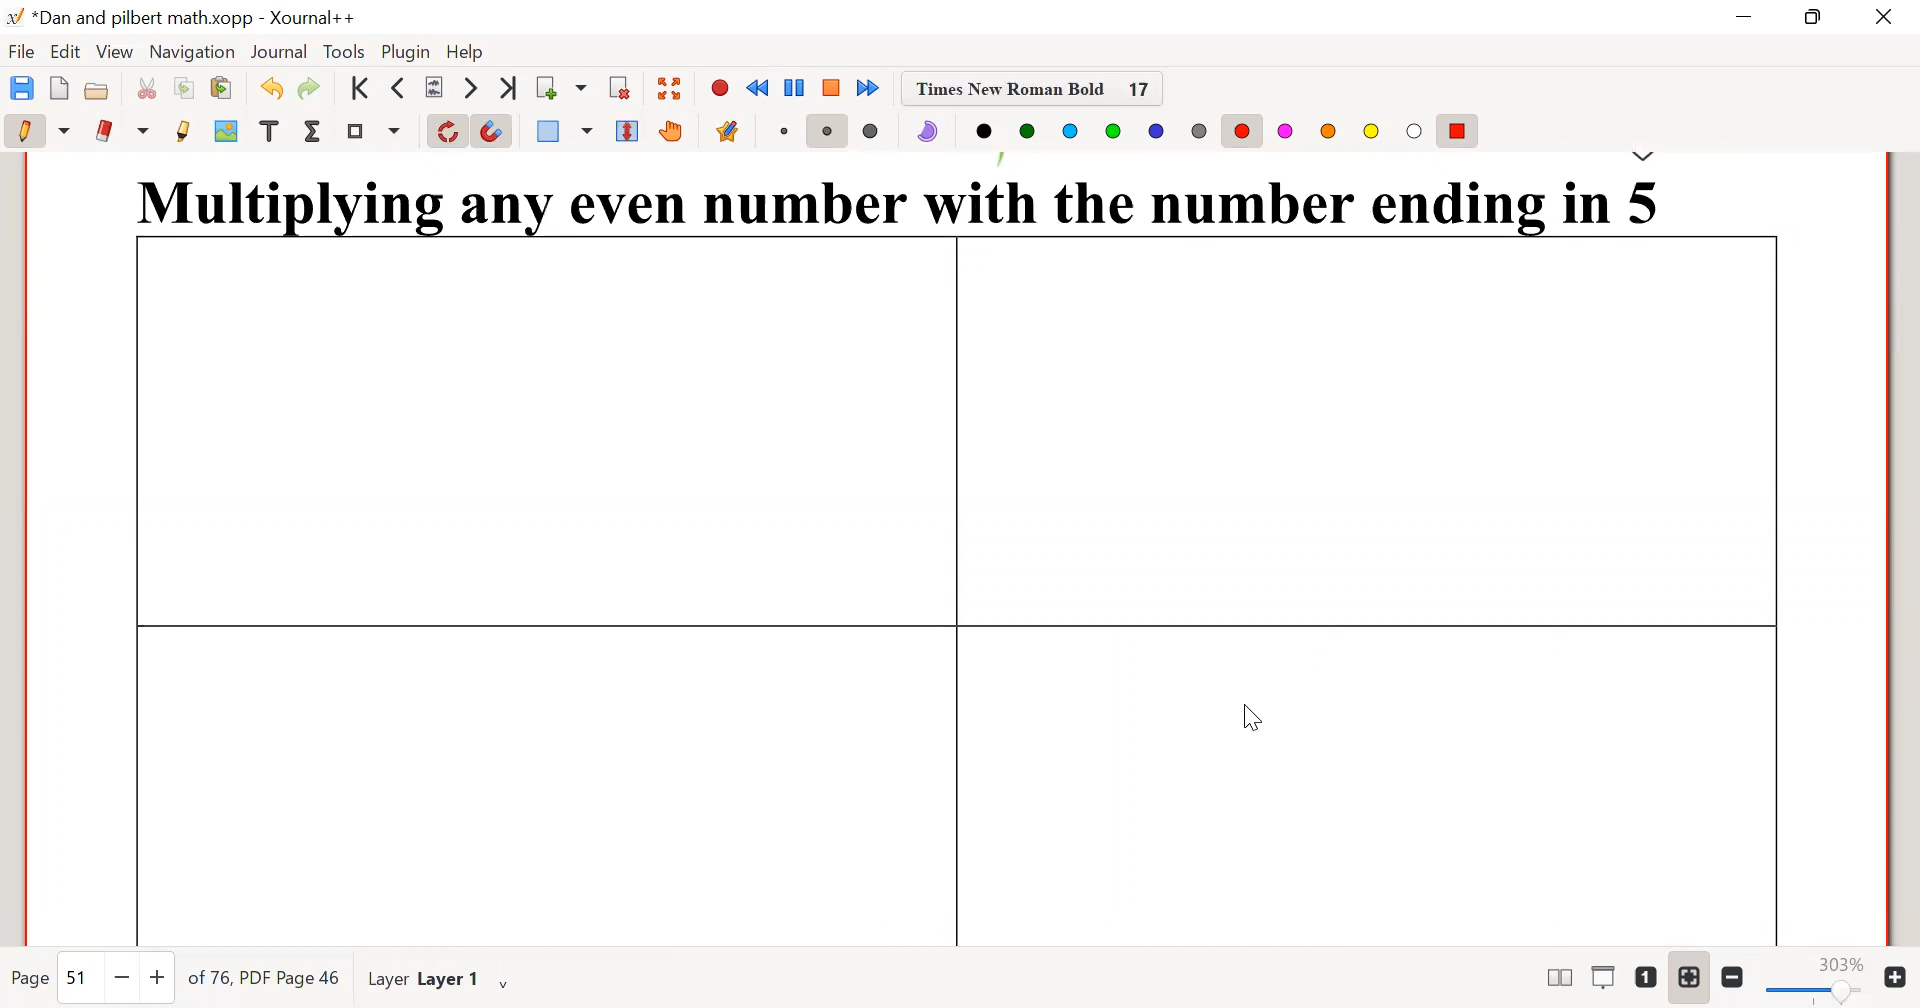 *Dan and pilbert math.xopp - Xournal++
File Edit View Navigation Journal Tools Plugin Help
Times New Roman Bold 17
Multiplying any even number with the number ending in 5
Page 51 of 76, PDF Page 46 Layer Layer 1 303%